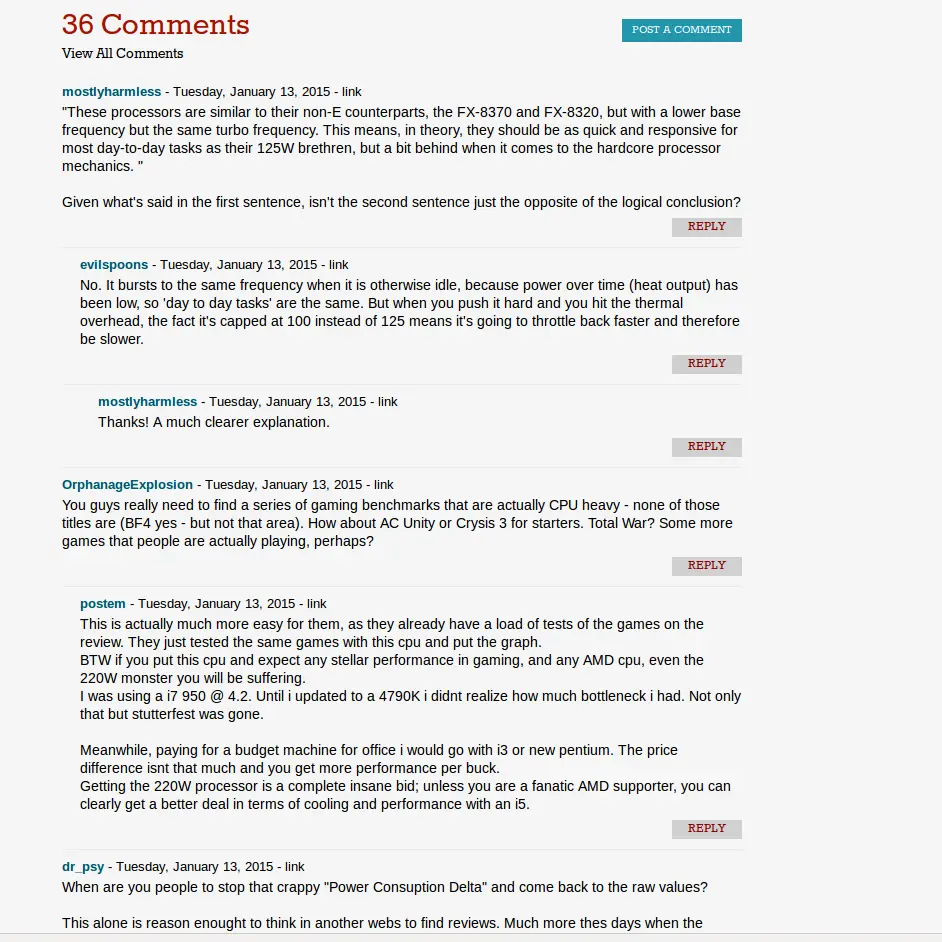 36 Comments
POST A COMMENT
View All Comments
mostlyharmless - Tuesday, January 13, 2015 - link
"These processors are similar to their non-E counterparts, the FX-8370 and FX-8320, but with a lower base
frequency but the same turbo frequency. This means, in theory, they should be as quick and responsive for
most day-to-day tasks as their 125W brethren, but a bit behind when it comes to the hardcore processor
mechanics. "
Given what's said in the first sentence, isn't the second sentence just the opposite of the logical conclusion?
REPLY
evilspoons - Tuesday, January 13, 2015 - link
No. It bursts to the same frequency when it is otherwise idle, because power over time (heat output) has
been low, so 'day to day tasks' are the same. But when you push it hard and you hit the thermal
overhead, the fact it's capped at 100 instead of 125 means it's going to throttle back faster and therefore
be slower.
REPLY
mostlyharmless - Tuesday, January 13, 2015 - link
Thanks! A much clearer explanation.
REPLY
OrphanageExplosion - Tuesday, January 13, 2015 - link
You guys really need to find a series of gaming benchmarks that are actually CPU heavy - none of those
titles are (BF4 yes - but not that area). How about AC Unity or Crysis 3 for starters. Total War? Some more
games that people are actually playing, perhaps?
REPLY
postem - Tuesday, January 13, 2015 - link
This is actually much more easy for them, as they already have a load of tests of the games on the
review. They just tested the same games with this cpu and put the graph.
BTW if you put this cpu and expect any stellar performance in gaming, and any AMD cpu, even the
220W monster you will be suffering.
I was using a i7 950 @ 4.2. Until i updated to a 4790K i didnt realize how much bottleneck i had. Not only
that but stutterfest was gone.
Meanwhile, paying for a budget machine for office i would go with i3 or new pentium. The price
difference isnt that much and you get more performance per buck.
Getting the 220W processor is a complete insane bid; unless you are a fanatic AMD supporter, you can
clearly get a better deal in terms of cooling and performance with an i5.
REPLY
dr_psy - Tuesday, January 13, 2015 - link
When are you people to stop that crappy "Power Consuption Delta" and come back to the raw values?
This alone is reason enought to think in another webs to find reviews. Much more thes days when the